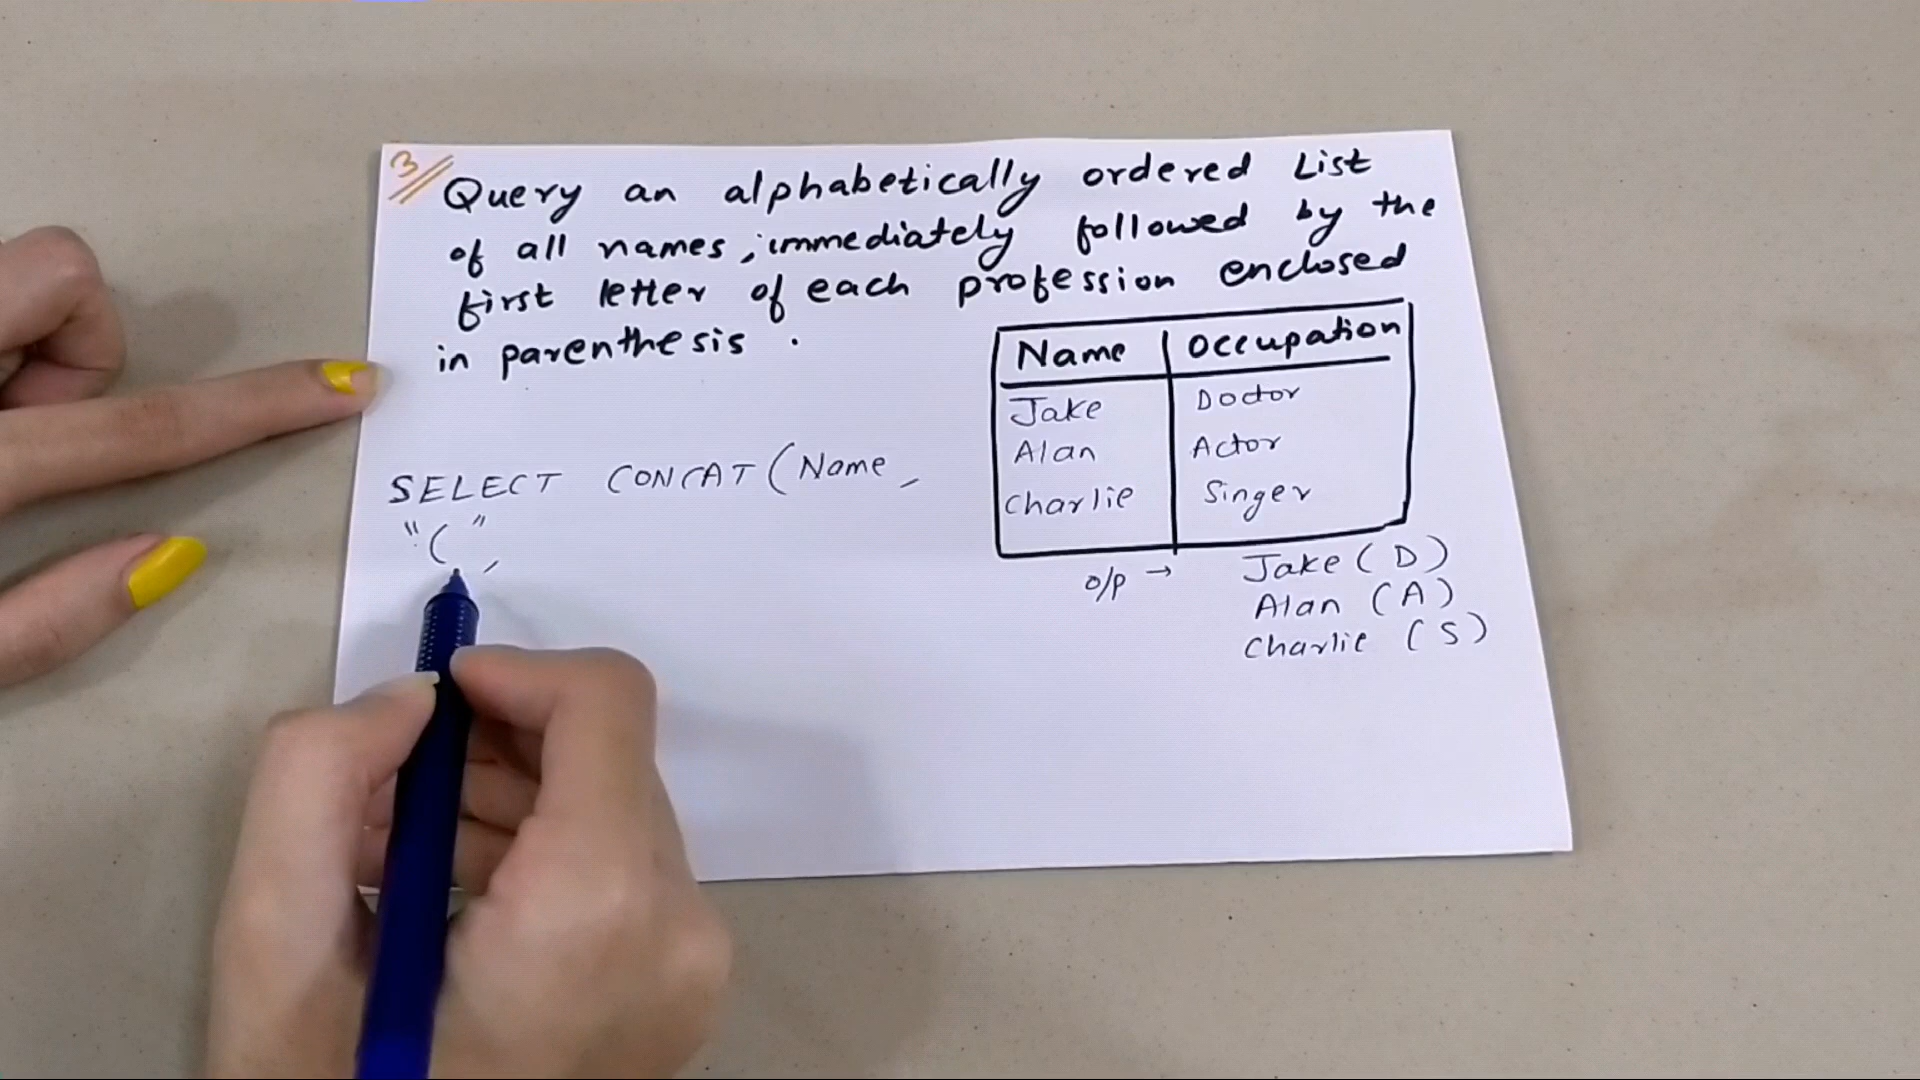 3// Query an alphabetically ordered List
of all names, immediately followed by the
first letter of each profession enclosed
in parenthesis .
Name | Occupation
Jake Doctor
Alan Actor
Charlie Singer
SELECT CONCAT(Name,
"(",
o/p → Jake (D)
Alan (A)
Charlie (S)